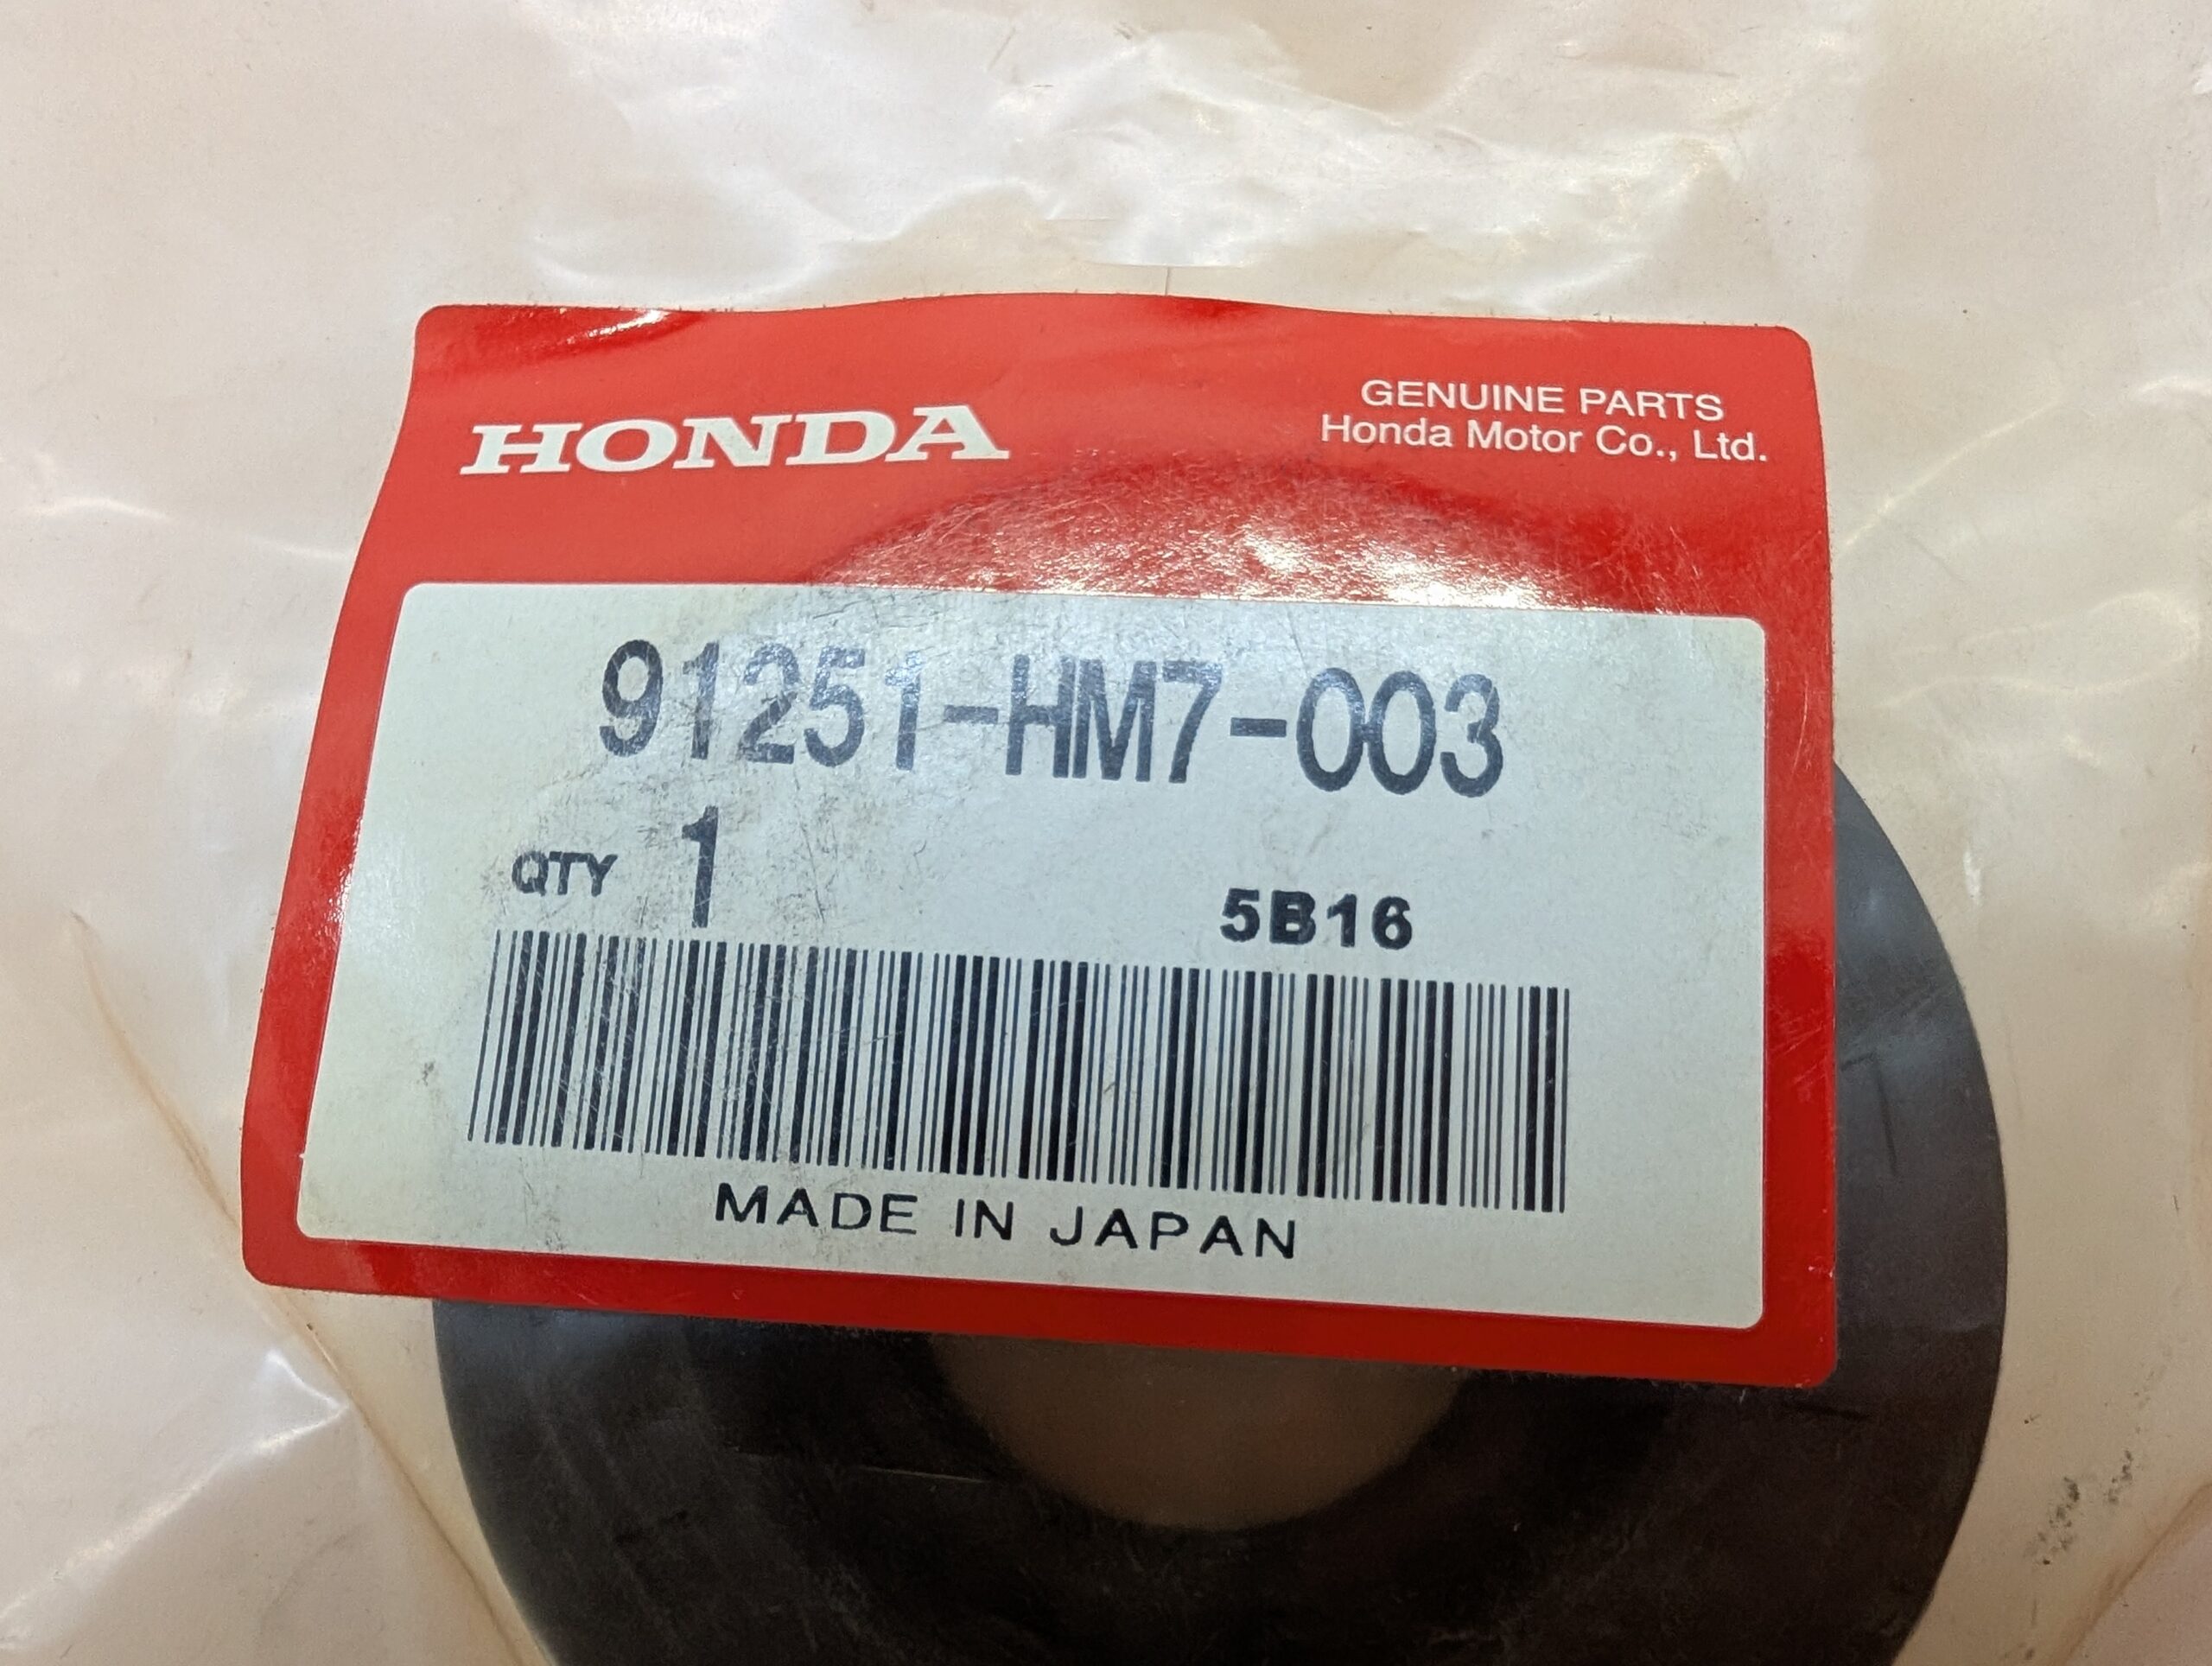 HONDA
GENUINE PARTS
Honda Motor Co., Ltd.
91251-HM7-003
QTY 1
5B16
MADE IN JAPAN